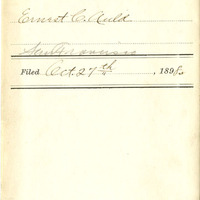 Ernest C. Auld
San Francisco
Filed Oct. 27th, 1898.